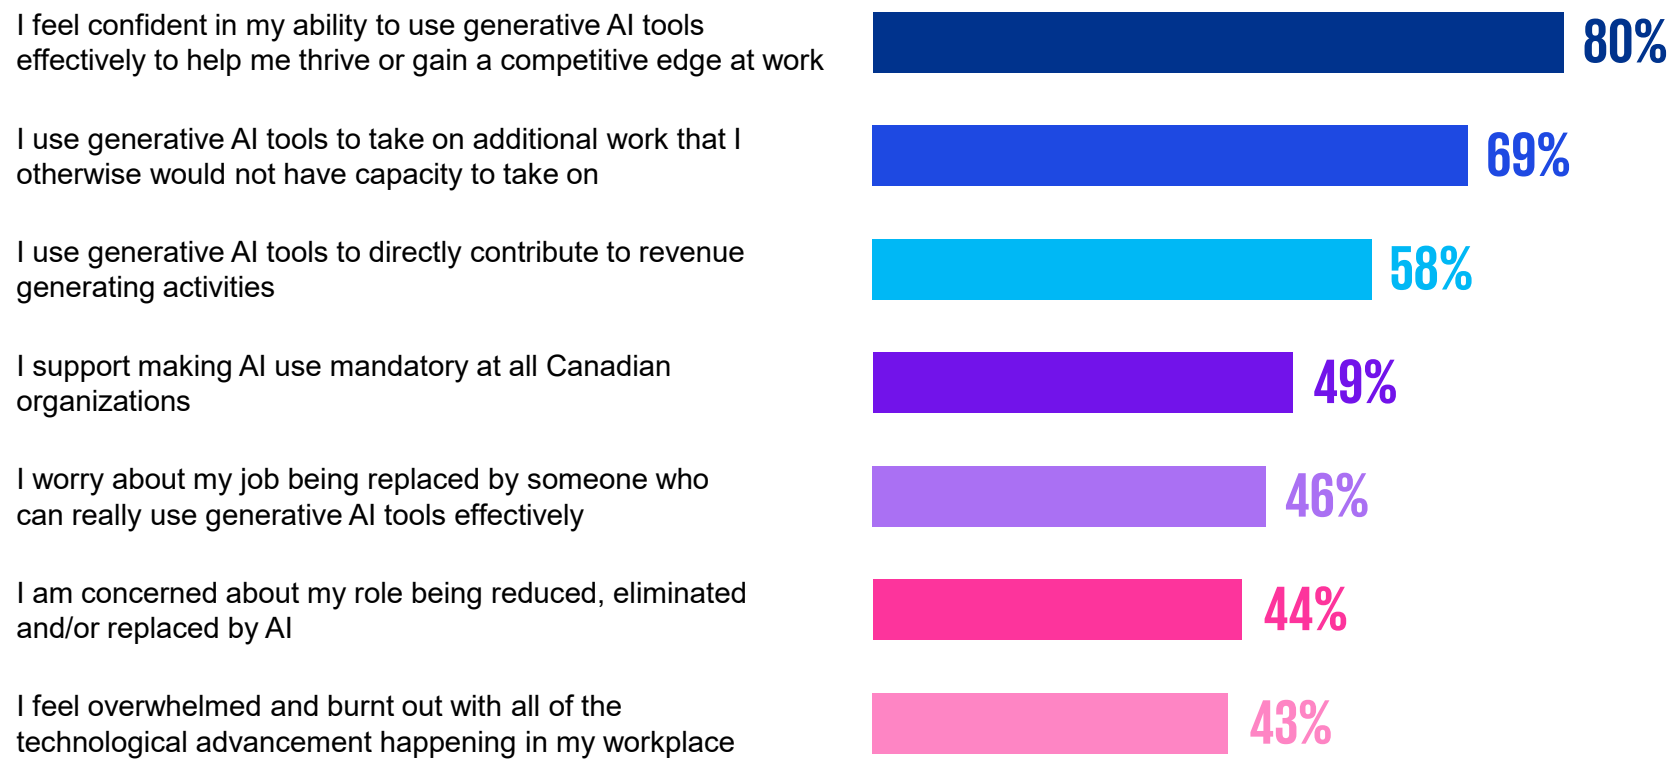 I feel confident in my ability to use generative AI tools
effectively to help me thrive or gain a competitive edge at work
80%
I use generative AI tools to take on additional work that I
otherwise would not have capacity to take on
69%
I use generative AI tools to directly contribute to revenue
generating activities
58%
I support making AI use mandatory at all Canadian
organizations
49%
I worry about my job being replaced by someone who
can really use generative AI tools effectively
46%
I am concerned about my role being reduced, eliminated
and/or replaced by AI
44%
I feel overwhelmed and burnt out with all of the
technological advancement happening in my workplace
43%